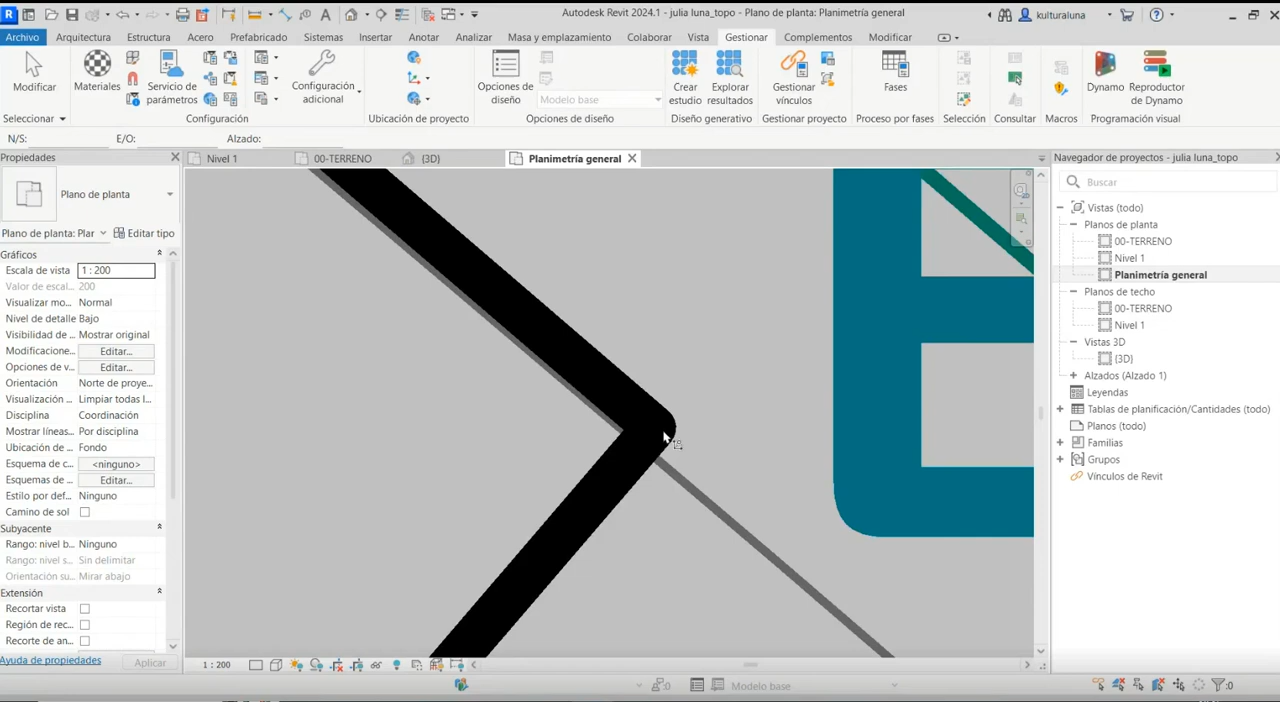 Autodesk Revit 2024.1 - julia luna_topo - Plano de planta: Planimetría general
kulturaluna
Archivo Arquitectura Estructura Acero Prefabricado Sistemas Insertar Anotar Analizar Masa y emplazamiento Colaborar Vista Gestionar Complementos Modificar
Modificar
Materiales
Servicio de
parámetros
Configuración
adicional
Opciones de
diseño
Modelo base
Crear
estudio
Explorar
resultados
Gestionar
vínculos
Fases
Dynamo
Reproductor
de Dynamo
Seleccionar Configuración Ubicación de proyecto Opciones de diseño Diseño generativo Gestionar proyecto Proceso por fases Selección Consultar Macros Programación visual
N/S: E/O: Alzado:
Propiedades
Plano de planta
Plano de planta: Plar
Editar tipo
Gráficos
Escala de vista 1 : 200
Valor de escal... 200
Visualizar mo... Normal
Nivel de detalle Bajo
Visibilidad de ... Mostrar original
Modificacione... Editar...
Opciones de v... Editar...
Orientación Norte de proye...
Visualización ... Limpiar todas l...
Disciplina Coordinación
Mostrar líneas... Por disciplina
Ubicación de ... Fondo
Esquema de c... <ninguno>
Esquemas de ... Editar...
Estilo por def... Ninguno
Camino de sol
Subyacente
Rango: nivel b... Ninguno
Rango: nivel s... Sin delimitar
Orientación su... Mirar abajo
Extensión
Recortar vista
Región de rec...
Recorte de an...
Ayuda de propiedades
Aplicar
Nivel 1
00-TERRENO
{3D}
Planimetría general
Navegador de proyectos - julia luna_topo
Buscar
Vistas (todo)
Planos de planta
00-TERRENO
Nivel 1
Planimetría general
Planos de techo
00-TERRENO
Nivel 1
Vistas 3D
{3D}
Alzados (Alzado 1)
Leyendas
Tablas de planificación/Cantidades (todo)
Planos (todo)
Familias
Grupos
Vínculos de Revit
1 : 200
:0
Modelo base
:0